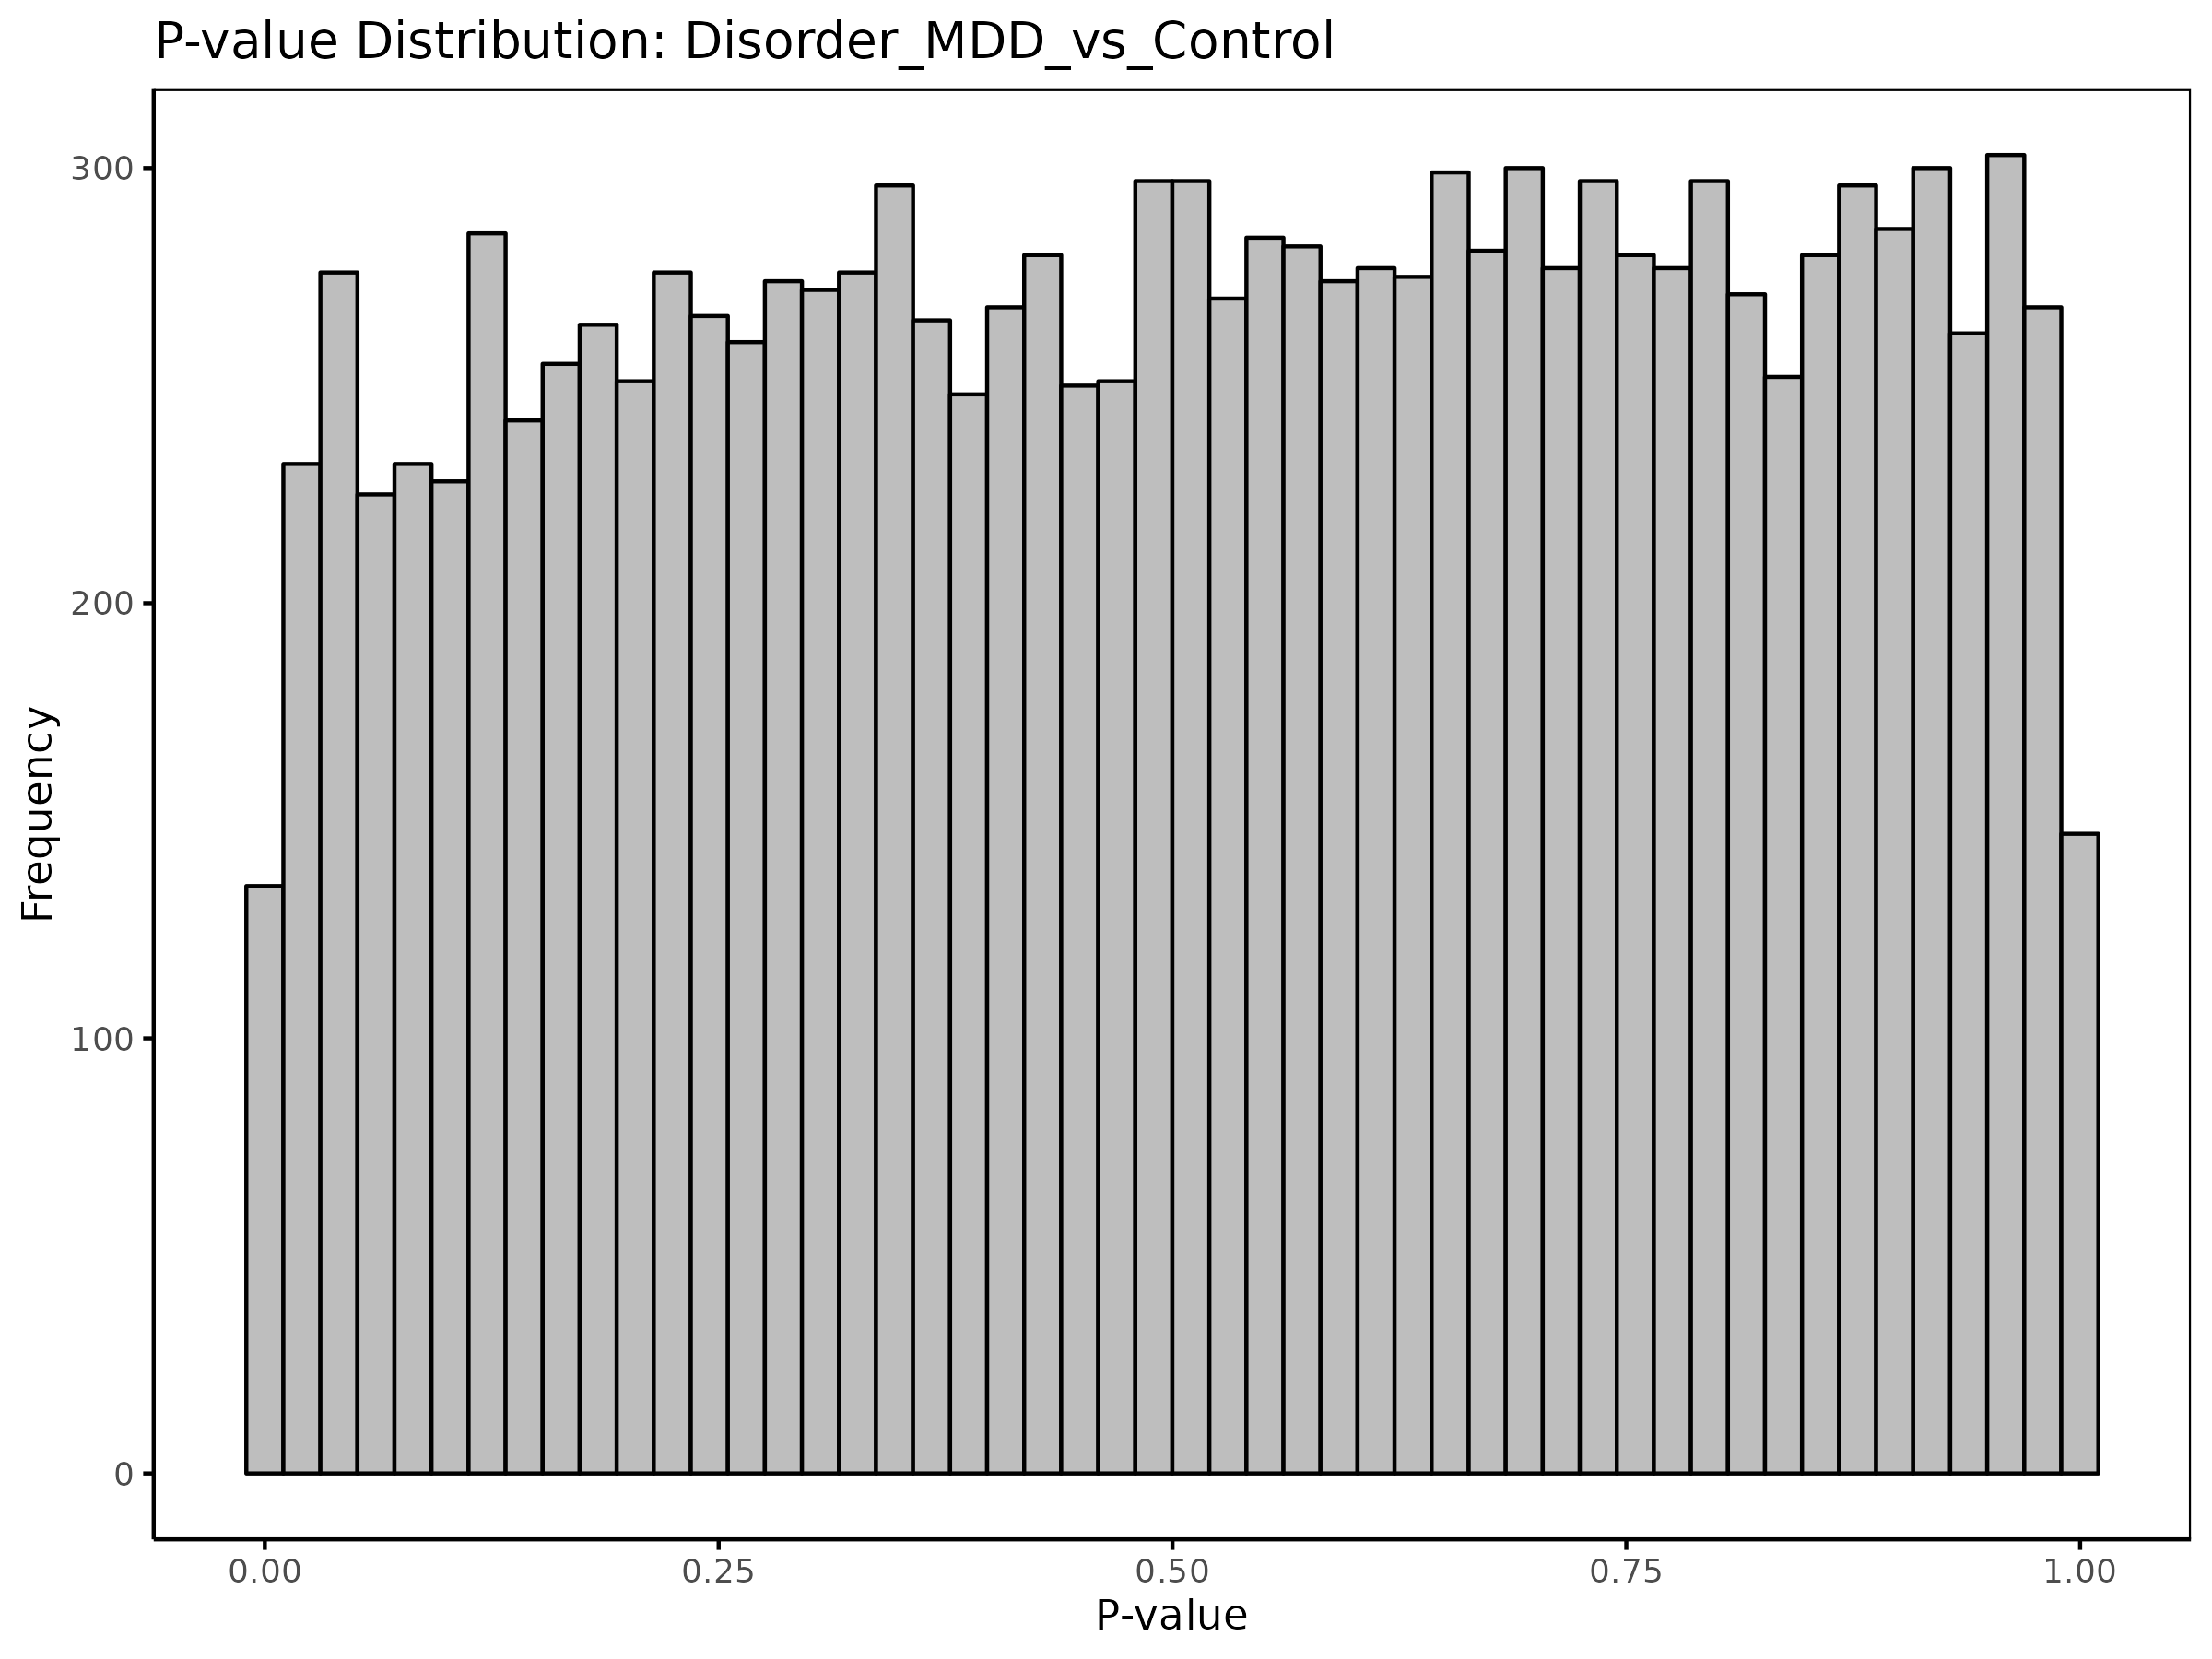 P-value Distribution: Disorder_MDD_vs_Control
300
200
100
0
Frequency
0.00 0.25 0.50 0.75 1.00
P-value